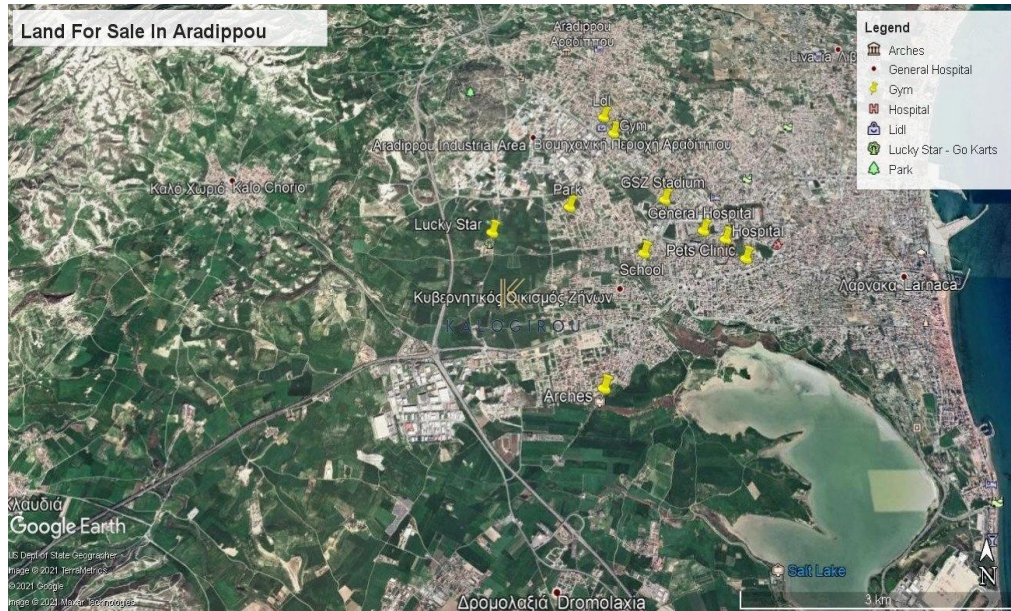 Land For Sale In Aradippou
Legend
Arches
General Hospital
Gym
Hospital
Lidl
Lucky Star - Go Karts
Park
Aradippou
Αραδίππου
Livadia
Lidl
Gym
Aradippou Industrial Area
Βιομηχανική Περιοχή Αραδίππου
Καλό Χωριό Kalo Chorio
Park
GSZ Stadium
Lucky Star
General Hospital
Hospital
Pets Clinic
School
Λάρνακα Larnaca
Κυβερνητικός Οικισμός Ζήνων
KALOGIROU
Arches
Κλαυδιά
Google Earth
US Dept of State Geographer
Image © 2021 TerraMetrics
© 2021 Google
Image © 2021 Maxar Technologies
Salt Lake
N
3 km
Δρομολαξιά Dromolaxia